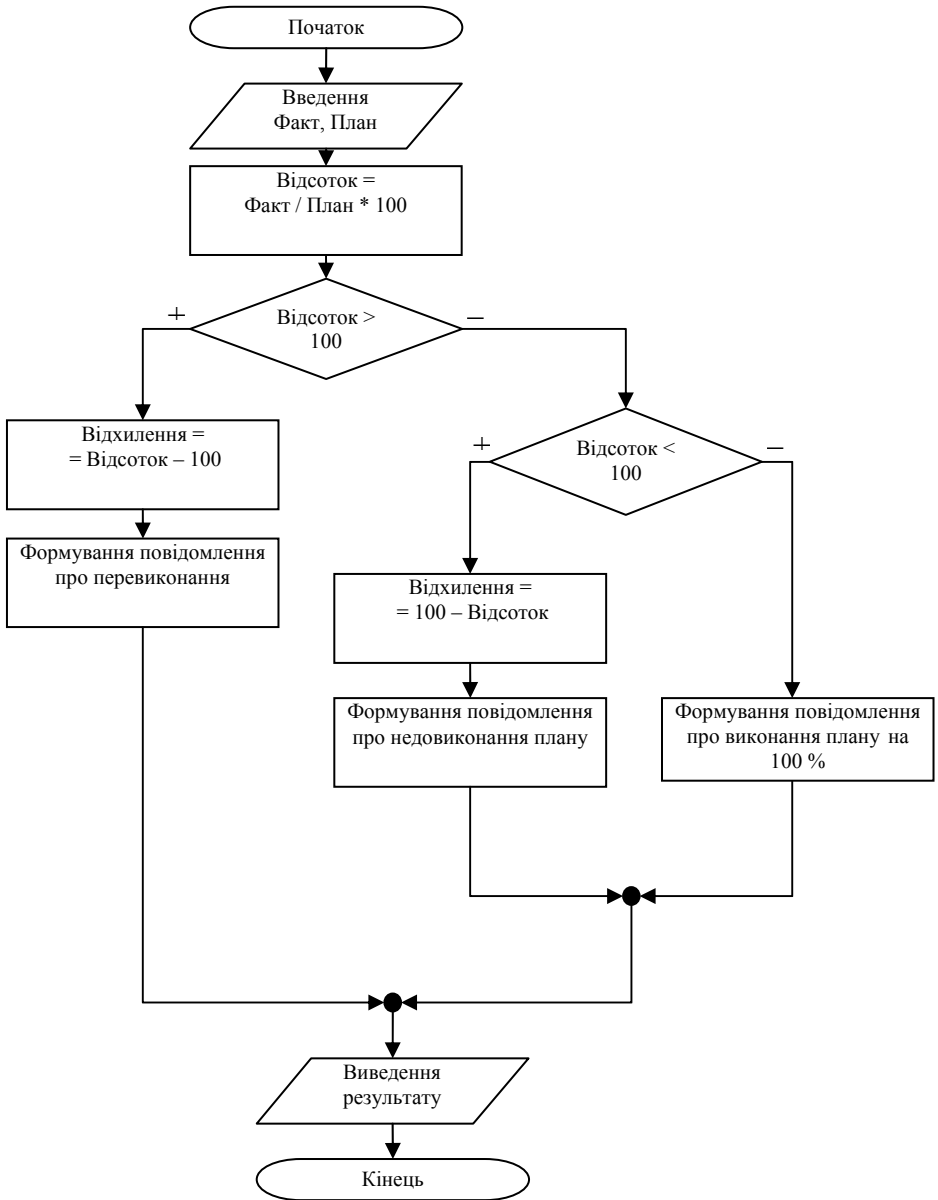 Початок
Введення
Факт, План
Відсоток =
Факт / План * 100
Відсоток >
100
+
–
Відхилення =
= Відсоток – 100
Формування повідомлення
про перевиконання
Відсоток <
100
+
–
Відхилення =
= 100 – Відсоток
Формування повідомлення
про недовиконання плану
Формування повідомлення
про виконання плану на
100 %
Виведення
результату
Кінець